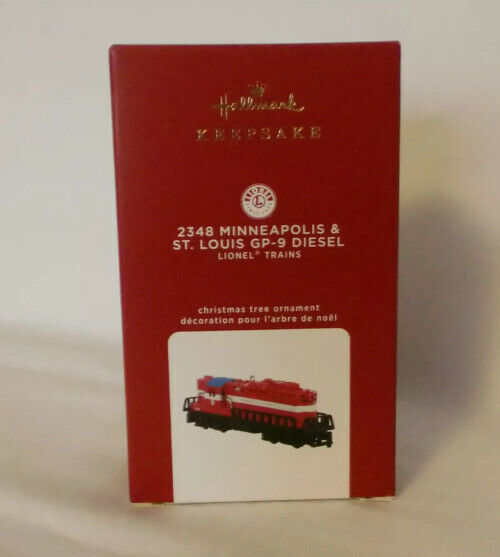 Hallmark
KEEPSAKE
LIONEL
L
2348 MINNEAPOLIS &
ST. LOUIS GP-9 DIESEL
LIONEL® TRAINS
christmas tree ornament
décoration pour l'arbre de noël